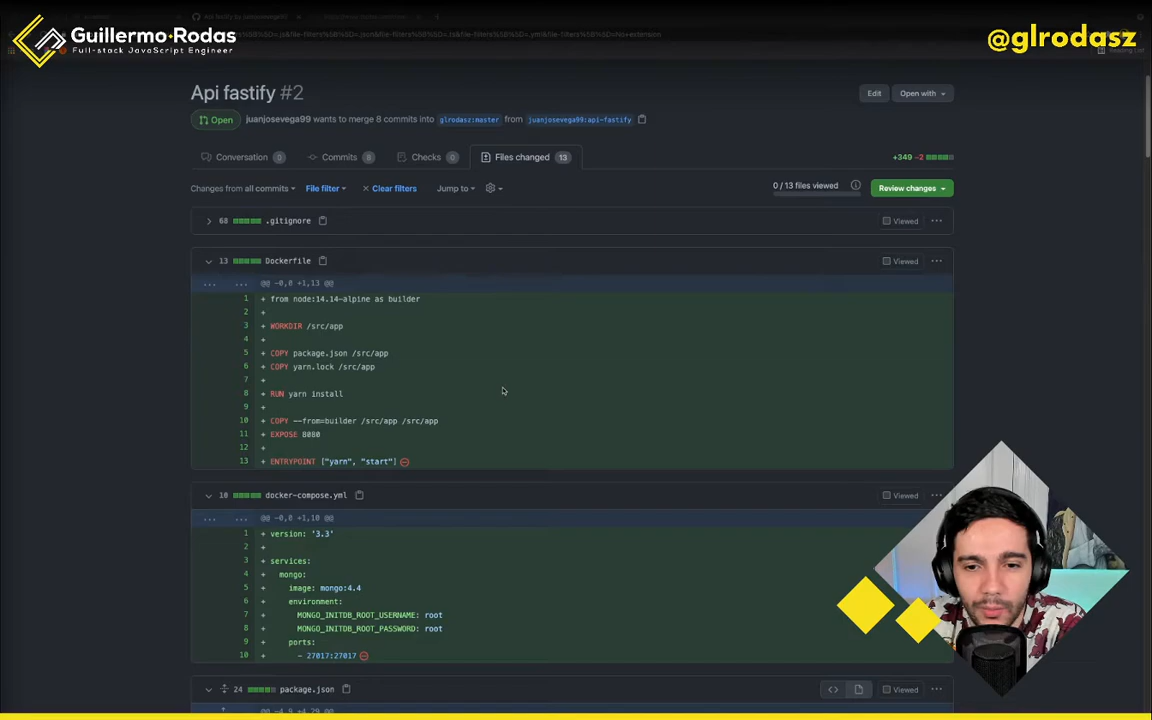 Guillermo·Rodas
Full-stack JavaScript Engineer
@glrodasz
Api fastify #2
Edit
Open with
Open
juanjosevega99 wants to merge 8 commits into glrodasz:master from juanjosevega99:api-fastify
Conversation 0
Commits 8
Checks 0
Files changed 13
+349 −2
Changes from all commits
File filter
× Clear filters
Jump to
0 / 13 files viewed
Review changes
68 .gitignore
Viewed
13 Dockerfile
Viewed
... ... @@ -0,0 +1,13 @@
1 + from node:14.14-alpine as builder
2 +
3 + WORKDIR /src/app
4 +
5 + COPY package.json /src/app
6 + COPY yarn.lock /src/app
7 +
8 + RUN yarn install
9 +
10 + COPY --from=builder /src/app /src/app
11 + EXPOSE 8080
12 +
13 + ENTRYPOINT ["yarn", "start"]
10 docker-compose.yml
Viewed
... ... @@ -0,0 +1,10 @@
1 + version: '3.3'
2 +
3 + services:
4 + mongo:
5 + image: mongo:4.4
6 + environment:
7 + MONGO_INITDB_ROOT_USERNAME: root
8 + MONGO_INITDB_ROOT_PASSWORD: root
9 + ports:
10 + - 27017:27017
24 package.json
Viewed